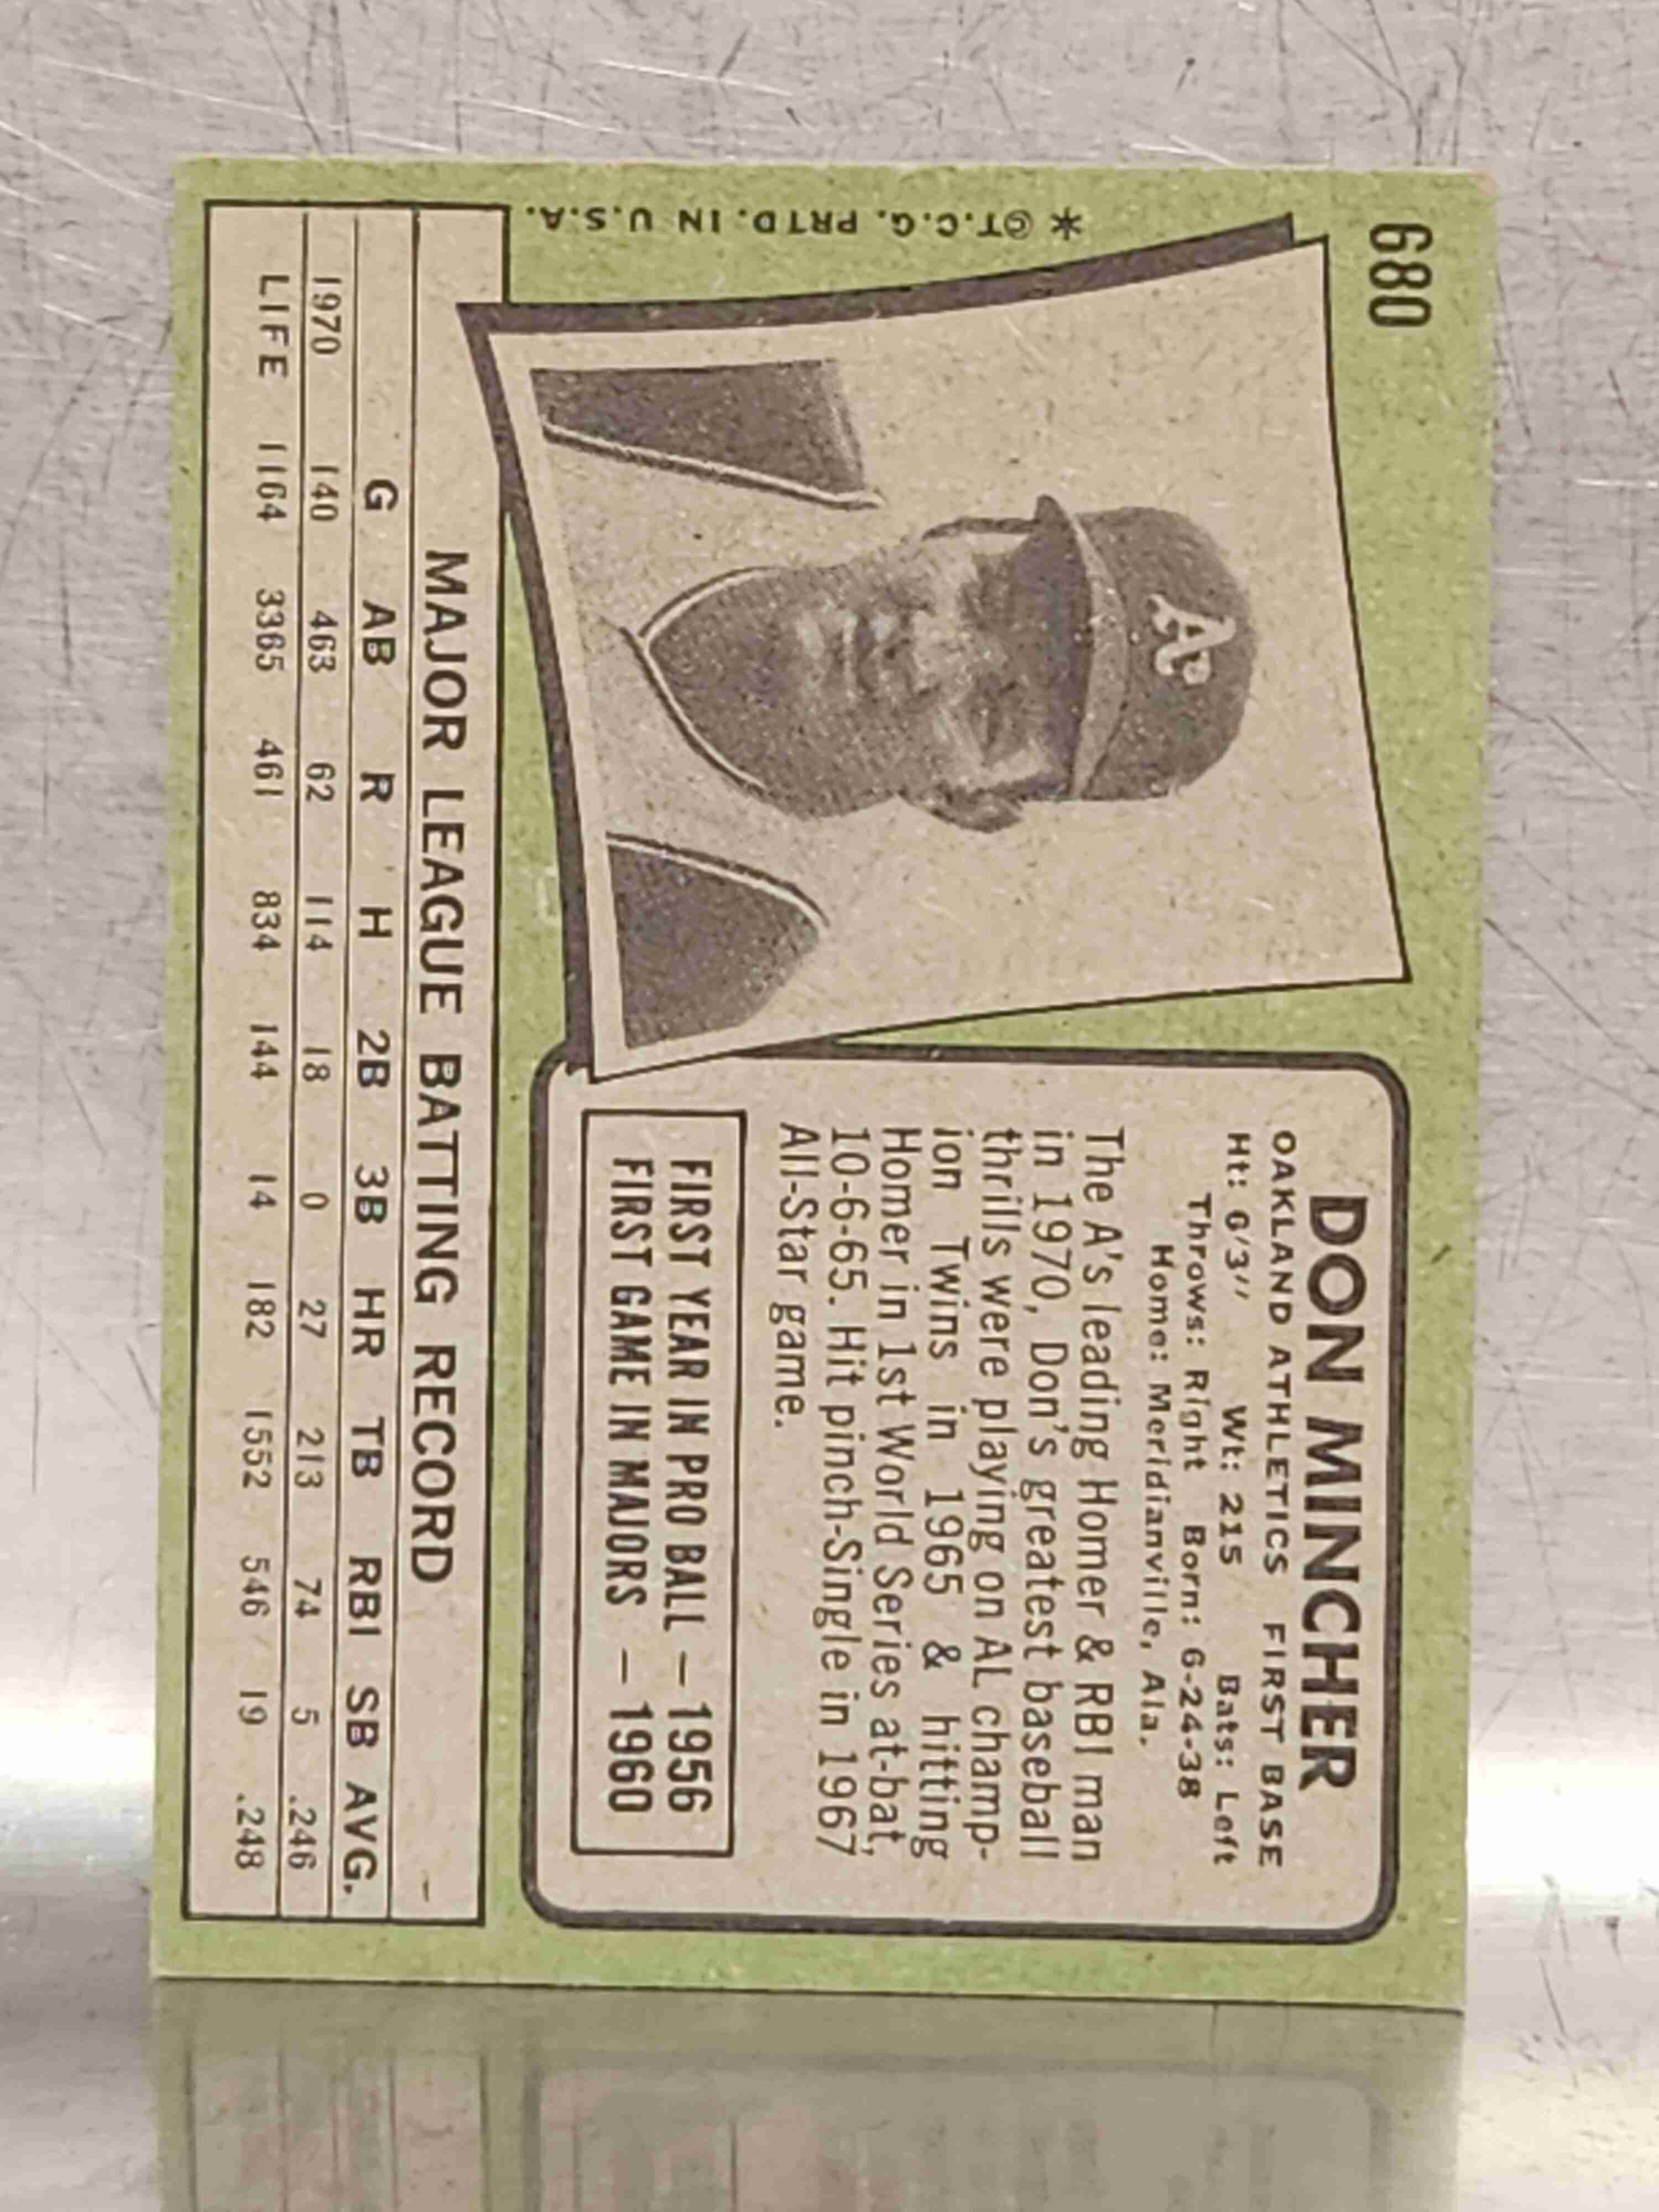 680
* ©T.C.G. PRTD. IN U.S.A.
A's
DON MINCHER
OAKLAND ATHLETICS FIRST BASE
Ht: 6'3" Wt: 215 Bats: Left
Throws: Right Born: 6-24-38
Home: Meridianville, Ala.
The A's leading Homer & RBI man
in 1970, Don's greatest baseball
thrills were playing on AL champ-
ion Twins in 1965 & hitting
Homer in 1st World Series at-bat,
10-6-65. Hit pinch-Single in 1967
All-Star game.
FIRST YEAR IN PRO BALL — 1956
FIRST GAME IN MAJORS — 1960
MAJOR LEAGUE BATTING RECORD
G AB R H 2B 3B HR TB RBI SB AVG.
1970 140 463 62 114 18 0 27 213 74 5 .246
LIFE 1164 3365 461 834 144 14 182 1552 546 19 .248